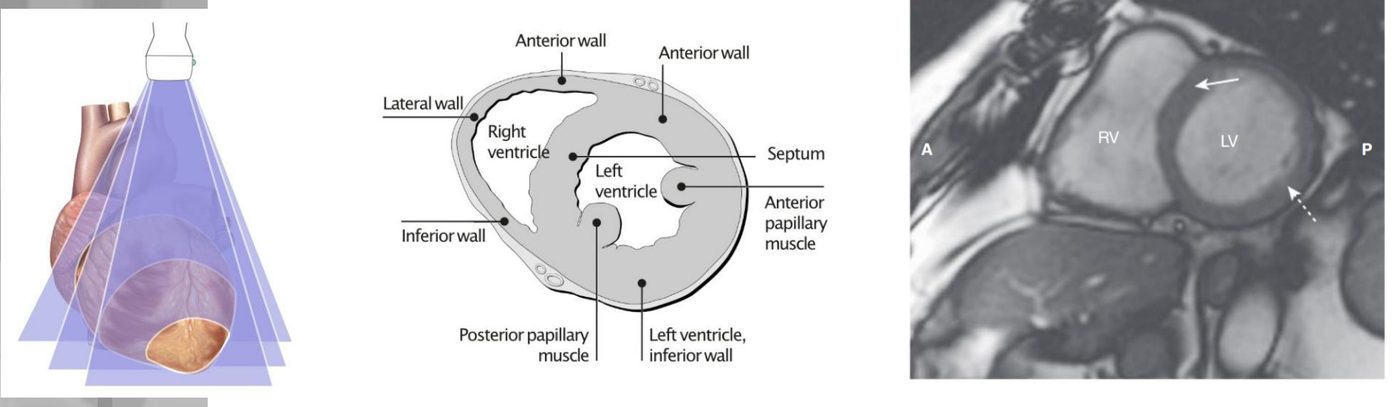 Anterior wall
Anterior wall
Lateral wall
Right
ventricle
Septum
Left
ventricle
Anterior
papillary
muscle
Inferior wall
Posterior papillary
muscle
Left ventricle,
inferior wall
A
RV
LV
P